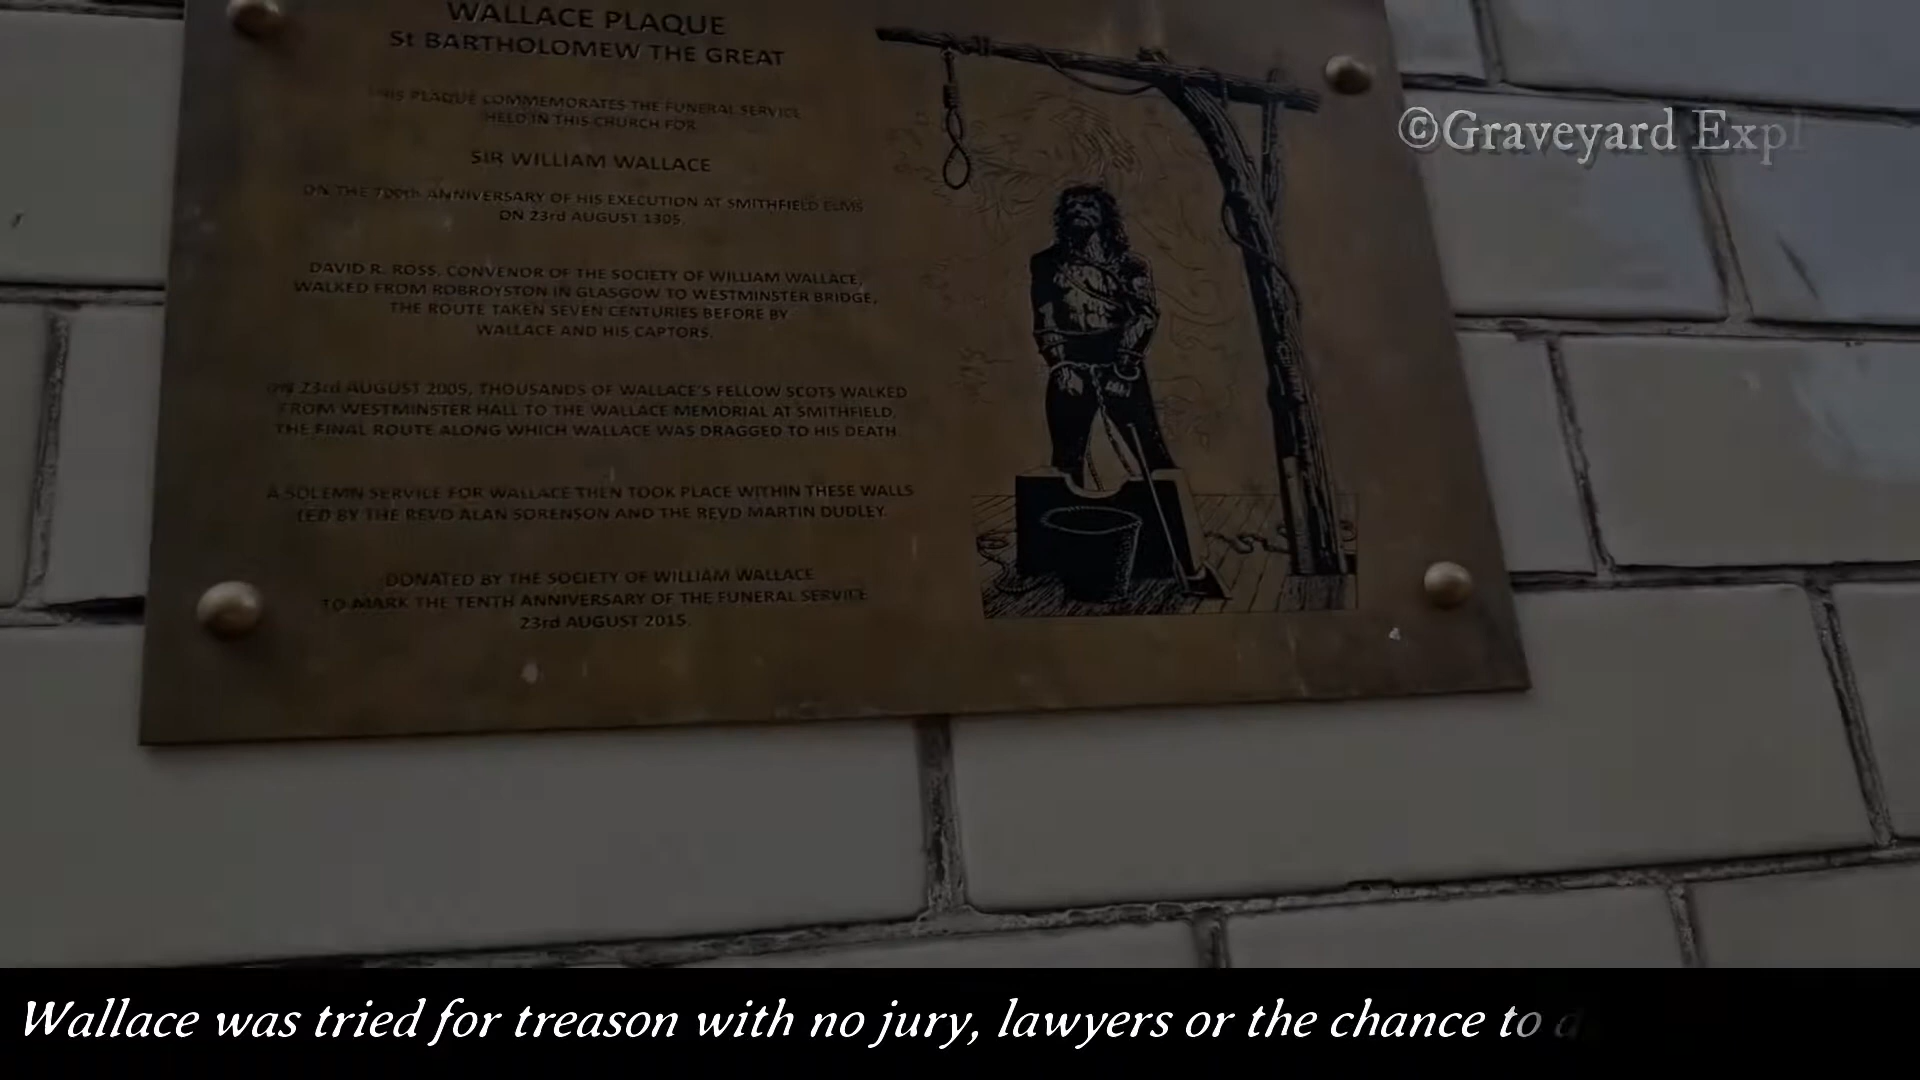 WALLACE PLAQUE
St BARTHOLOMEW THE GREAT
THIS PLAQUE COMMEMORATES THE FUNERAL SERVICE
HELD IN THIS CHURCH FOR
SIR WILLIAM WALLACE
ON THE 700th ANNIVERSARY OF HIS EXECUTION AT SMITHFIELD ELMS
ON 23rd AUGUST 1305.
DAVID R. ROSS, CONVENOR OF THE SOCIETY OF WILLIAM WALLACE,
WALKED FROM ROBROYSTON IN GLASGOW TO WESTMINSTER BRIDGE,
THE ROUTE TAKEN SEVEN CENTURIES BEFORE BY
WALLACE AND HIS CAPTORS.
ON 23rd AUGUST 2005, THOUSANDS OF WALLACE'S FELLOW SCOTS WALKED
FROM WESTMINSTER HALL TO THE WALLACE MEMORIAL AT SMITHFIELD,
THE FINAL ROUTE ALONG WHICH WALLACE WAS DRAGGED TO HIS DEATH.
A SOLEMN SERVICE FOR WALLACE THEN TOOK PLACE WITHIN THESE WALLS
LED BY THE REVD ALAN SORENSON AND THE REVD MARTIN DUDLEY.
DONATED BY THE SOCIETY OF WILLIAM WALLACE
TO MARK THE TENTH ANNIVERSARY OF THE FUNERAL SERVICE
23rd AUGUST 2015.
©Graveyard Expl
Wallace was tried for treason with no jury, lawyers or the chance to